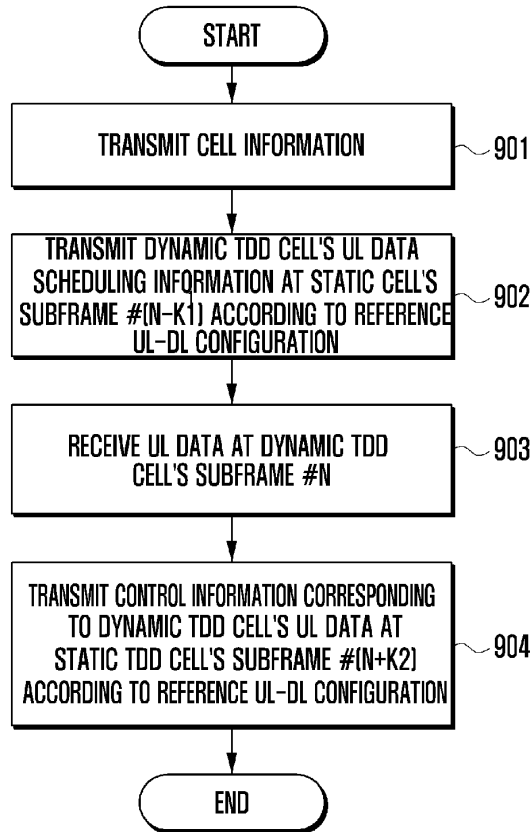 START
TRANSMIT CELL INFORMATION
901
TRANSMIT DYNAMIC TDD CELL'S UL DATA
SCHEDULING INFORMATION AT STATIC CELL'S
SUBFRAME #(N-K1) ACCORDING TO REFERENCE
UL-DL CONFIGURATION
902
RECEIVE UL DATA AT DYNAMIC TDD
CELL'S SUBFRAME #N
903
TRANSMIT CONTROL INFORMATION CORRESPONDING
TO DYNAMIC TDD CELL'S UL DATA AT
STATIC TDD CELL'S SUBFRAME #(N+K2)
ACCORDING TO REFERENCE UL-DL CONFIGURATION
904
END